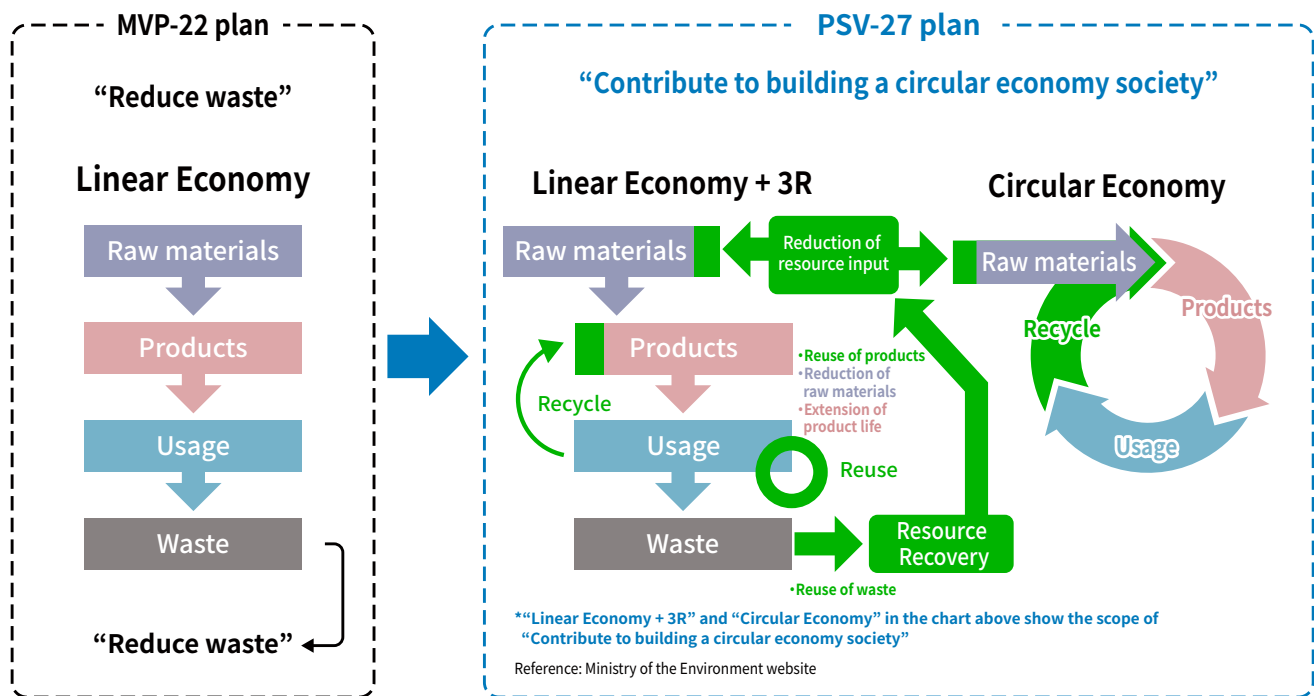 MVP-22 plan
“Reduce waste”
Linear Economy
Raw materials
Products
Usage
Waste
“Reduce waste”
PSV-27 plan
“Contribute to building a circular economy society”
Linear Economy + 3R
Raw materials
Reduction of
resource input
Products
Recycle
・Reuse of products
・Reduction of
raw materials
・Extension of
product life
Usage
Reuse
Waste
Resource
Recovery
・Reuse of waste
Circular Economy
Raw materials
Products
Recycle
Usage
*“Linear Economy + 3R” and “Circular Economy” in the chart above show the scope of
“Contribute to building a circular economy society”
Reference: Ministry of the Environment website